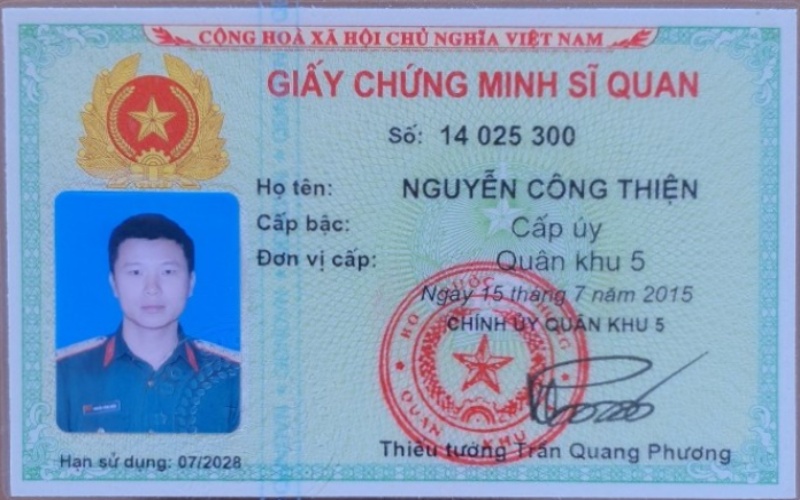 CỘNG HOÀ XÃ HỘI CHỦ NGHĨA VIỆT NAM
GIẤY CHỨNG MINH SĨ QUAN
Số: 14 025 300
Họ tên: NGUYỄN CÔNG THIỆN
Cấp bậc: Cấp úy
Đơn vị cấp: Quân khu 5
Ngày 15 tháng 7 năm 2015
CHÍNH ỦY QUÂN KHU 5
QUÂN KHU
Thiếu tướng Trần Quang Phương
Hạn sử dụng: 07/2028